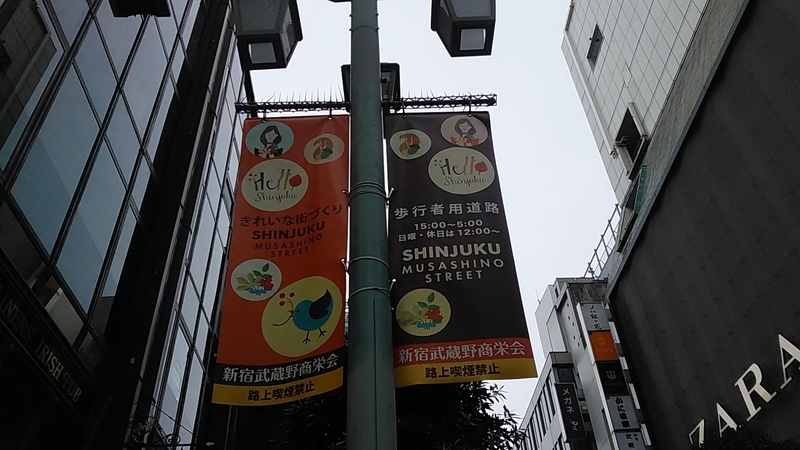 Hello
Shinjuku
きれいな街づくり
SHINJUKU
MUSASHINO
STREET
新宿武蔵野商栄会
路上喫煙禁止
Hello
Shinjuku
歩行者用道路
15:00～5:00
日曜・休日は12:00～
SHINJUKU
MUSASHINO
STREET
新宿武蔵野商栄会
路上喫煙禁止
IRISH PUB
メガネ
ZARA